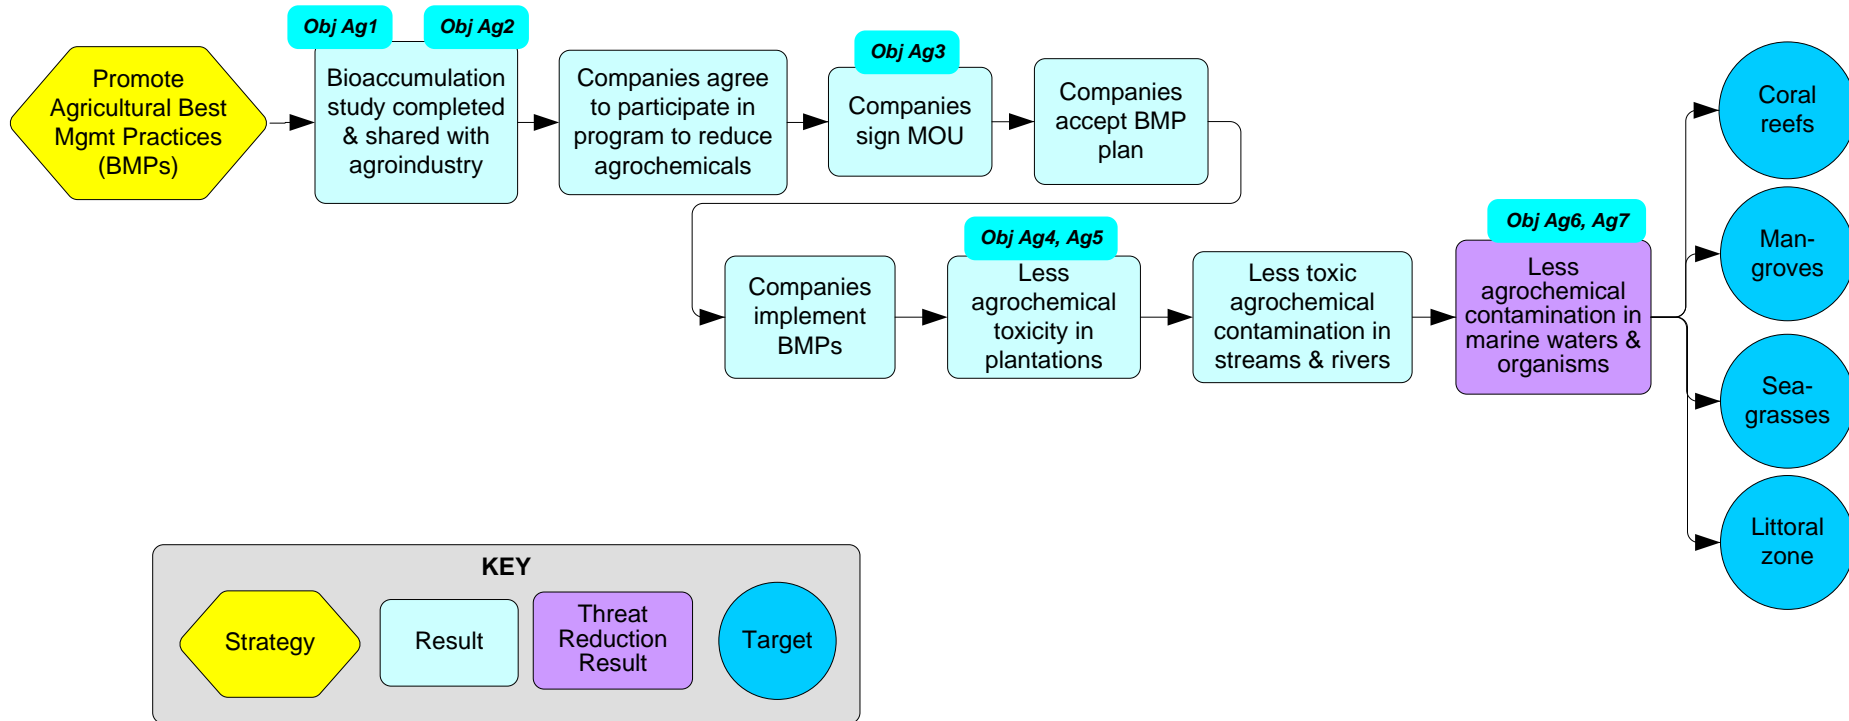 Promote
Agricultural Best
Mgmt Practices
(BMPs)
Obj Ag1
Obj Ag2
Bioaccumulation
study completed
& shared with
agroindustry
Companies agree
to participate in
program to reduce
agrochemicals
Obj Ag3
Companies
sign MOU
Companies
accept BMP
plan
Companies
implement
BMPs
Obj Ag4, Ag5
Less
agrochemical
toxicity in
plantations
Less toxic
agrochemical
contamination in
streams & rivers
Obj Ag6, Ag7
Less
agrochemical
contamination in
marine waters &
organisms
Coral
reefs
Man-
groves
Sea-
grasses
Littoral
zone
KEY
Strategy
Result
Threat
Reduction
Result
Target